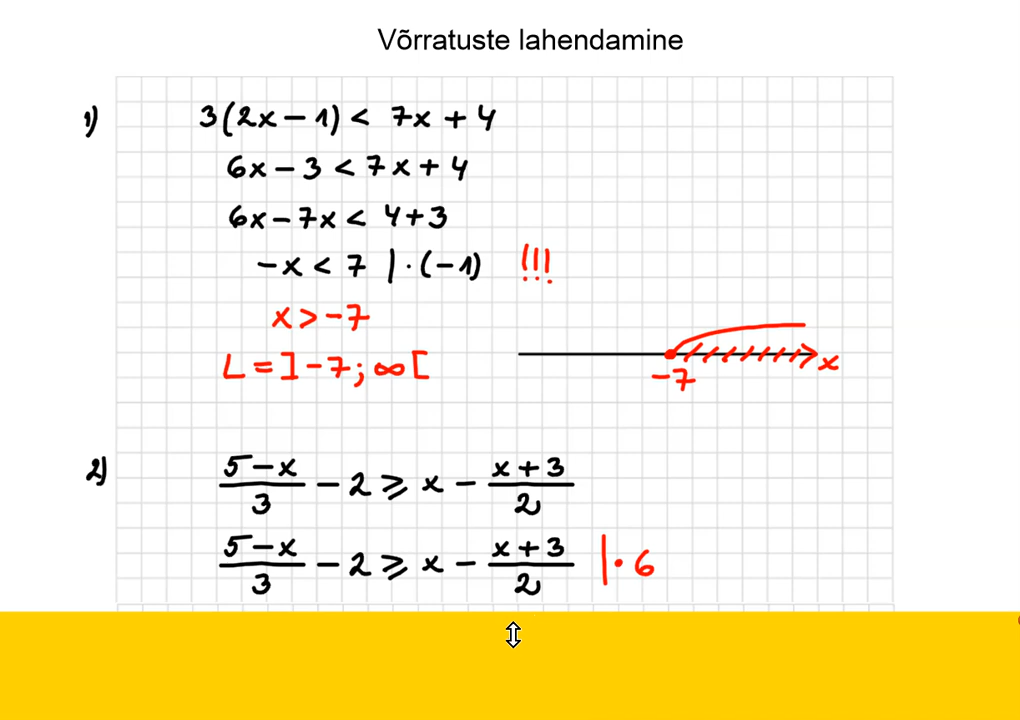 Võrratuste lahendamine
1) 3(2x − 1) < 7x + 4
6x − 3 < 7x + 4
6x − 7x < 4 + 3
−x < 7 | · (−1) !!!
x > −7
L = ]−7; ∞[
−7 x
2) (5 − x)/3 − 2 ⩾ x − (x + 3)/2
(5 − x)/3 − 2 ⩾ x − (x + 3)/2 | · 6